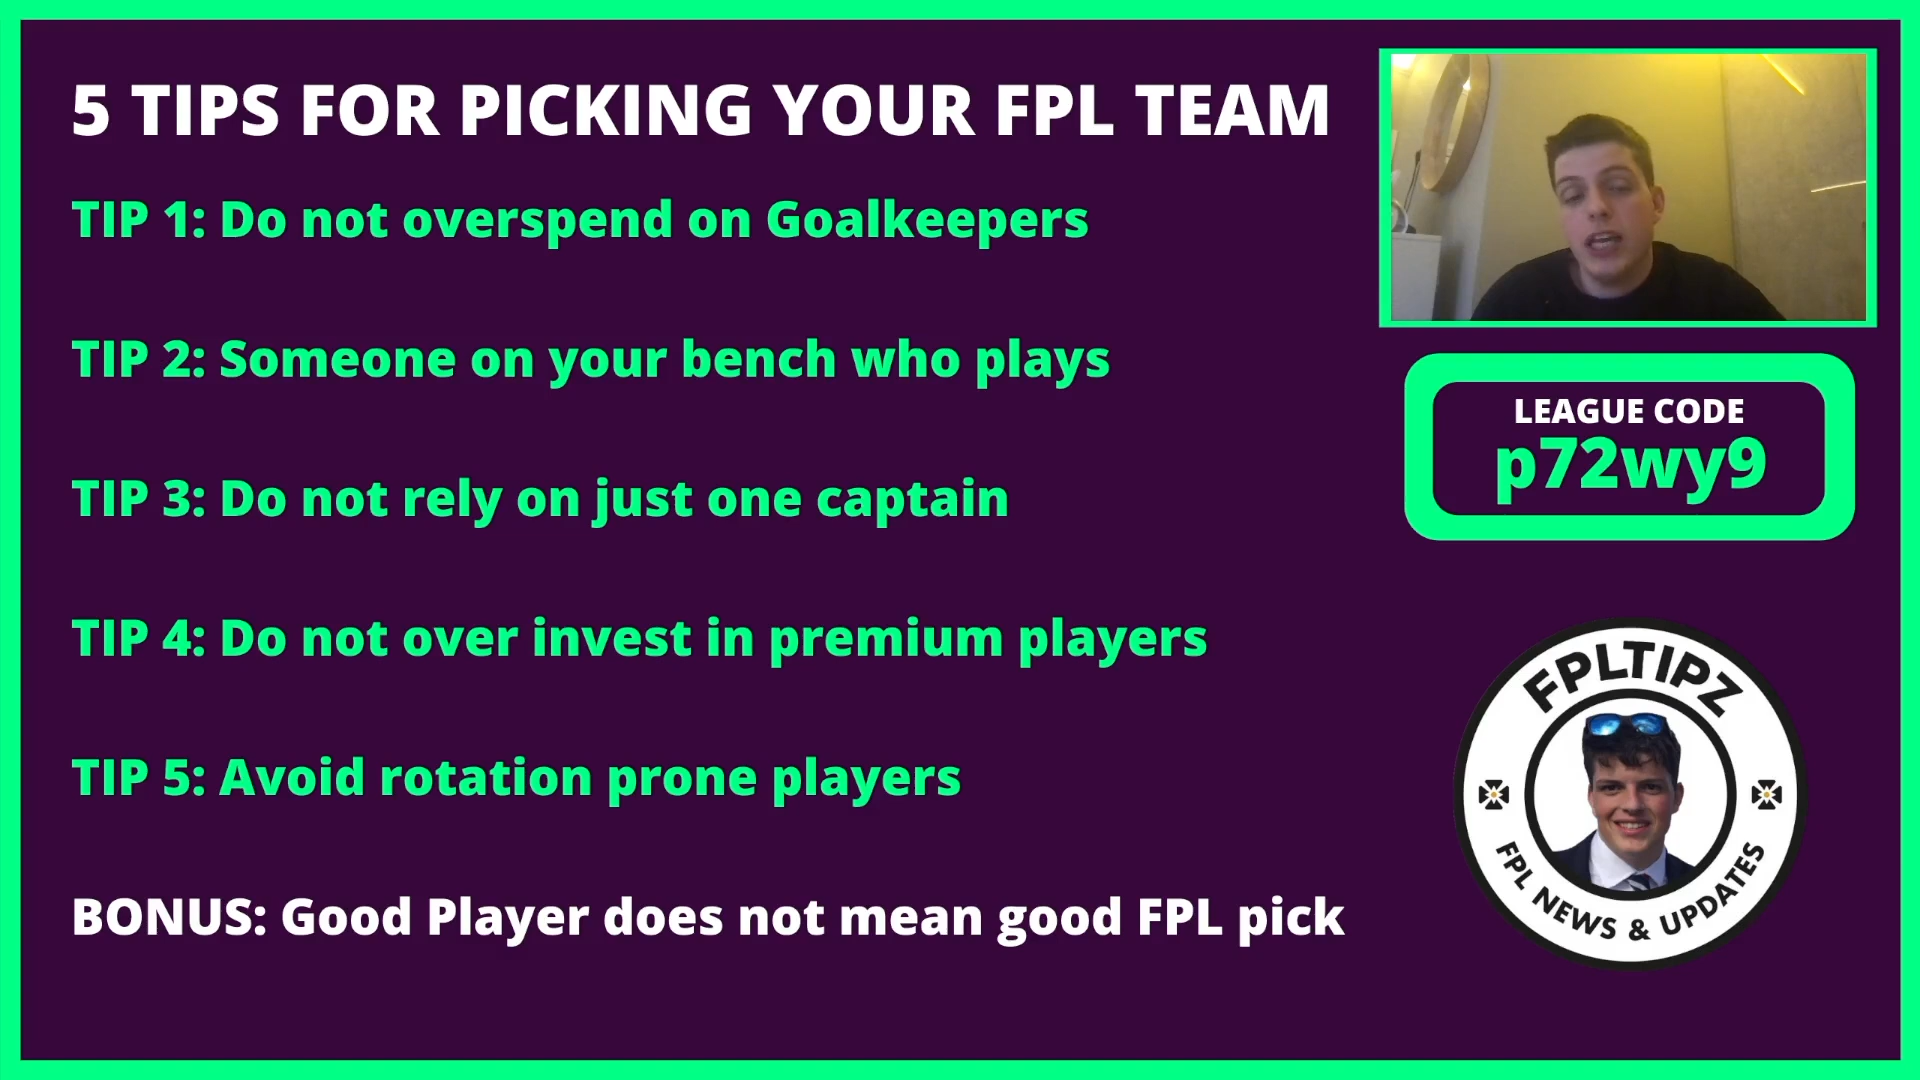 5 TIPS FOR PICKING YOUR FPL TEAM
TIP 1: Do not overspend on Goalkeepers
TIP 2: Someone on your bench who plays
TIP 3: Do not rely on just one captain
TIP 4: Do not over invest in premium players
TIP 5: Avoid rotation prone players
BONUS: Good Player does not mean good FPL pick
LEAGUE CODE
p72wy9
FPLTIPZ
FPL NEWS & UPDATES